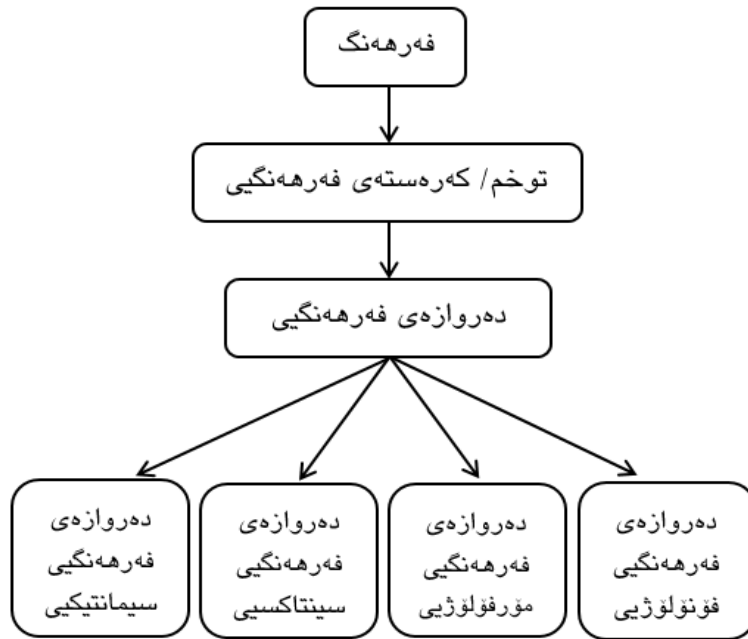 فەرهەنگ
توخم/ کەرەستەی فەرهەنگیی
دەروازەی فەرهەنگیی
دەروازەی
فەرهەنگیی
فۆنۆلۆژیی
دەروازەی
فەرهەنگیی
مۆرفۆلۆژیی
دەروازەی
فەرهەنگیی
سینتاکسیی
دەروازەی
فەرهەنگیی
سیمانتیکیی